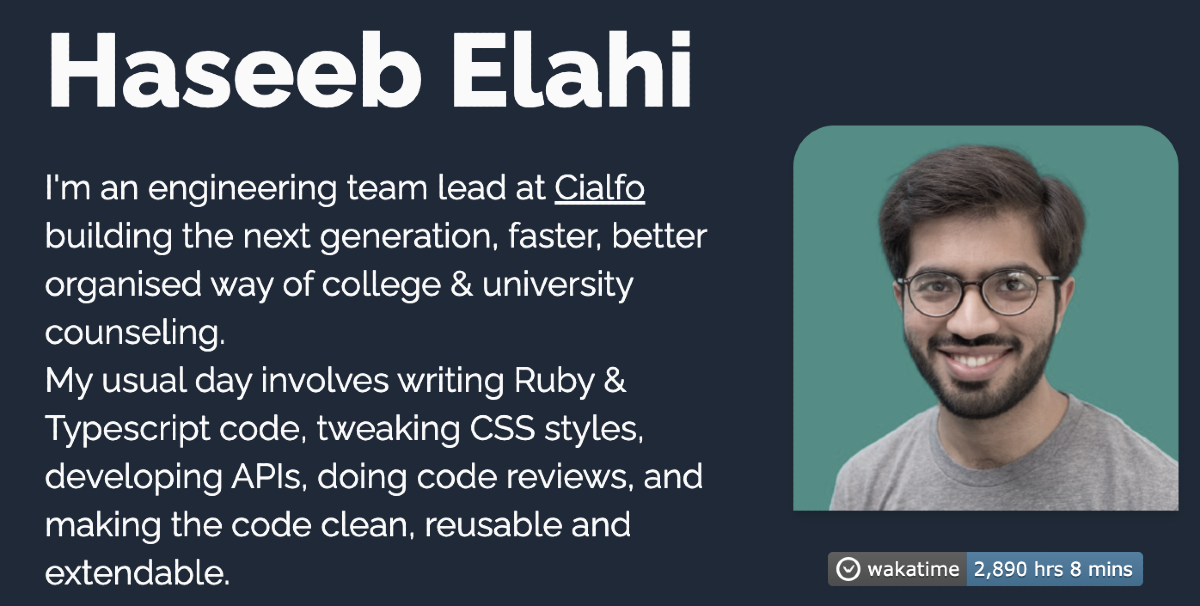 Haseeb Elahi
I'm an engineering team lead at Cialfo
building the next generation, faster, better
organised way of college & university
counseling.
My usual day involves writing Ruby &
Typescript code, tweaking CSS styles,
developing APIs, doing code reviews, and
making the code clean, reusable and
extendable.
wakatime 2,890 hrs 8 mins